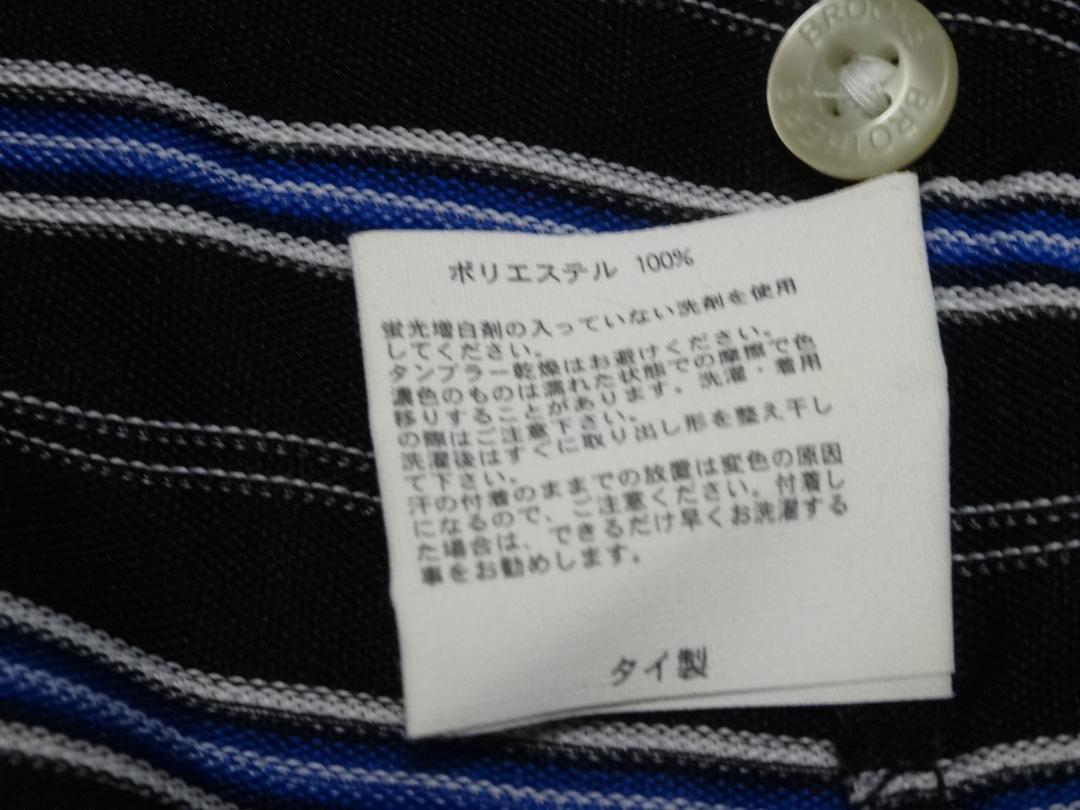 BROOKS BROTHERS
ポリエステル 100%
蛍光増白剤の入っていない洗剤を使用
してください。
タンブラー乾燥はお避けください。
濃色のものは濡れた状態での摩擦で色
移りすることがあります。洗濯・着用
の際はご注意下さい。
洗濯後はすぐに取り出し形を整え干し
て下さい。
汗の付着のままでの放置は変色の原因
になるので、ご注意ください。付着し
た場合は、できるだけ早くお洗濯する
事をお勧めします。
タイ製